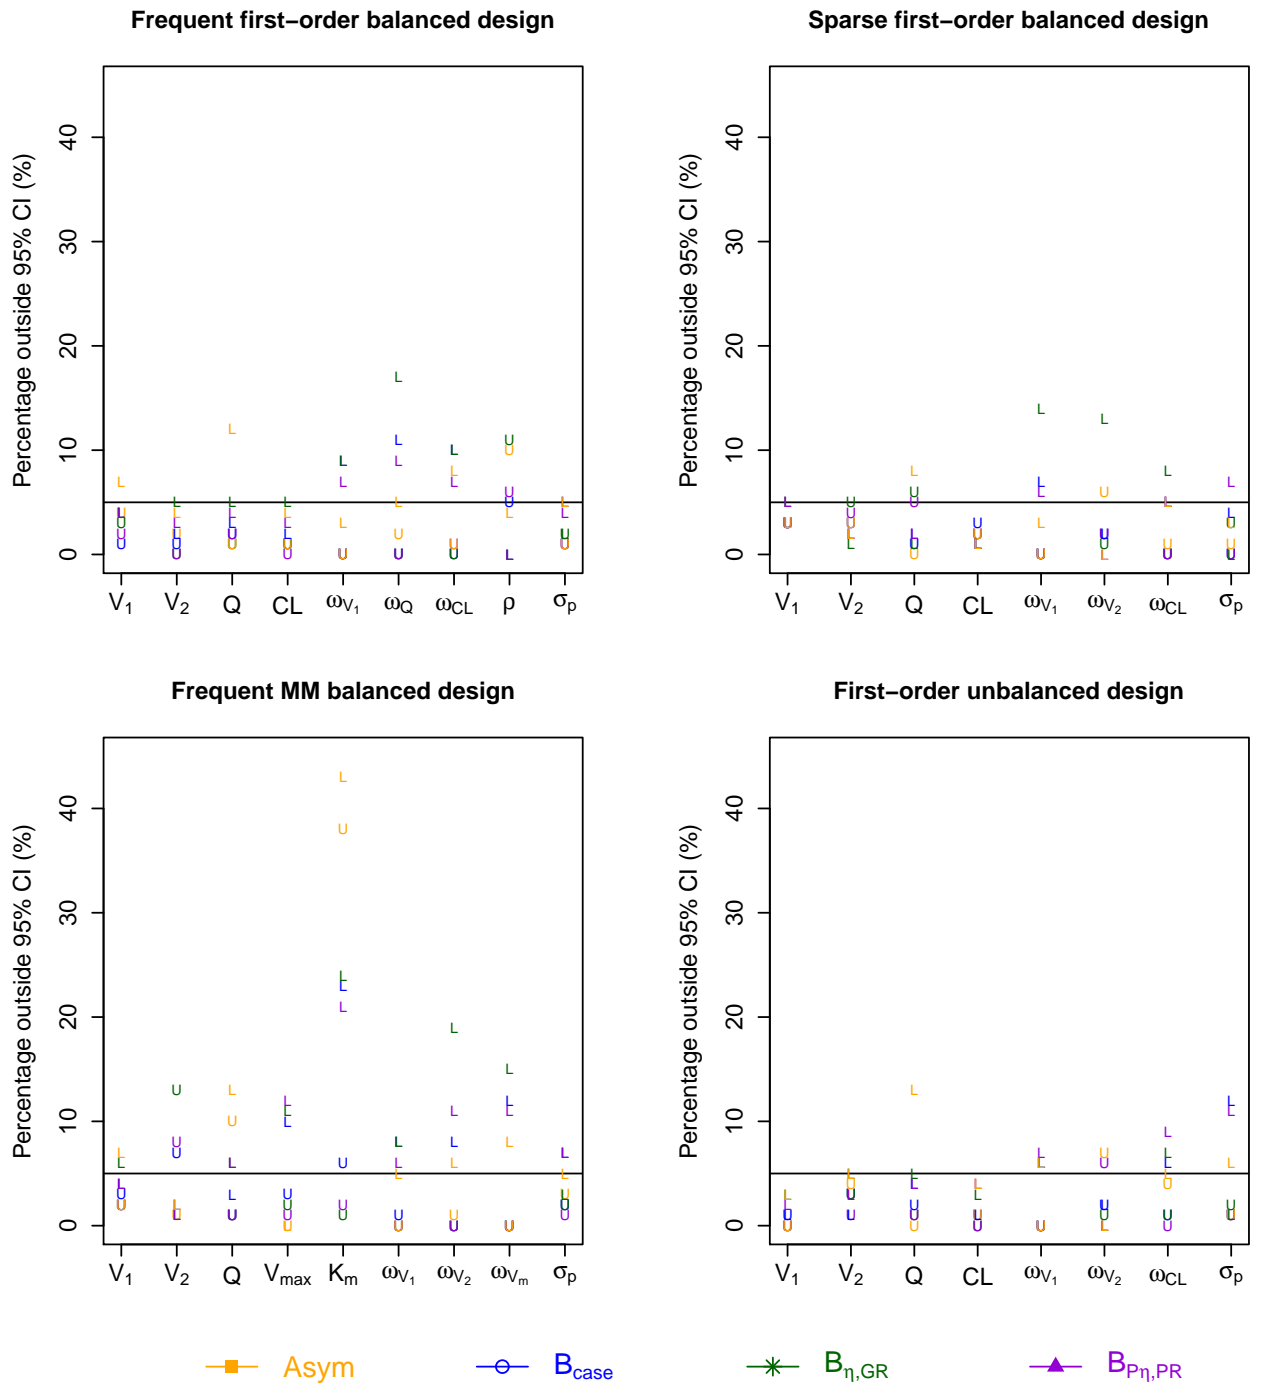 Frequent first−order balanced design
Sparse first−order balanced design
Percentage outside 95% CI (%)
40
30
20
10
0
V1 V2 Q CL ωV1 ωQ ωCL ρ σp
Percentage outside 95% CI (%)
40
30
20
10
0
V1 V2 Q CL ωV1 ωV2 ωCL σp
Frequent MM balanced design
First−order unbalanced design
Percentage outside 95% CI (%)
40
30
20
10
0
V1 V2 Q Vmax Km ωV1 ωV2 ωVm σp
Percentage outside 95% CI (%)
40
30
20
10
0
V1 V2 Q CL ωV1 ωV2 ωCL σp
Asym Bcase Bη,GR BPη,PR